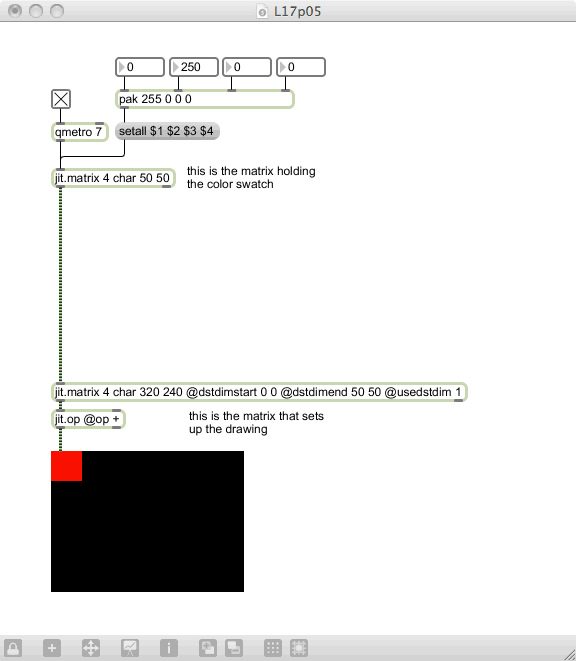 L17p05
0 250 0 0
pak 255 0 0 0
qmetro 7
setall $1 $2 $3 $4
jit.matrix 4 char 50 50
this is the matrix holding
the color swatch
jit.matrix 4 char 320 240 @dstdimstart 0 0 @dstdimend 50 50 @usedstdim 1
jit.op @op +
this is the matrix that sets
up the drawing